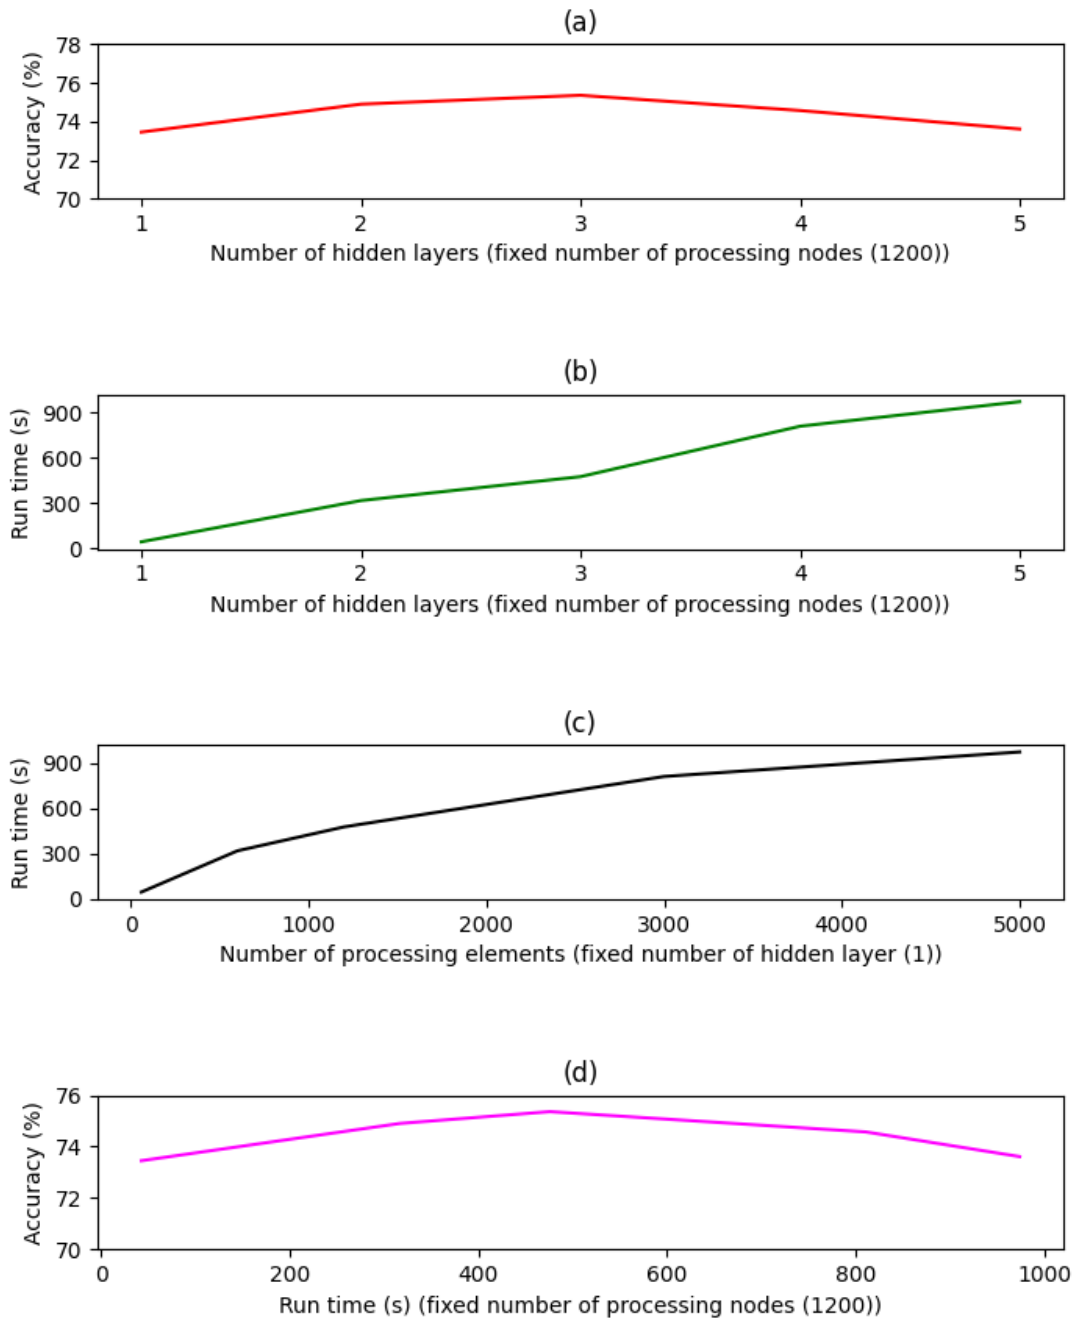 (a)
78
76
74
72
70
Accuracy (%)
1 2 3 4 5
Number of hidden layers (fixed number of processing nodes (1200))
(b)
900
600
300
0
Run time (s)
1 2 3 4 5
Number of hidden layers (fixed number of processing nodes (1200))
(c)
900
600
300
0
Run time (s)
0 1000 2000 3000 4000 5000
Number of processing elements (fixed number of hidden layer (1))
(d)
76
74
72
70
Accuracy (%)
0 200 400 600 800 1000
Run time (s) (fixed number of processing nodes (1200))